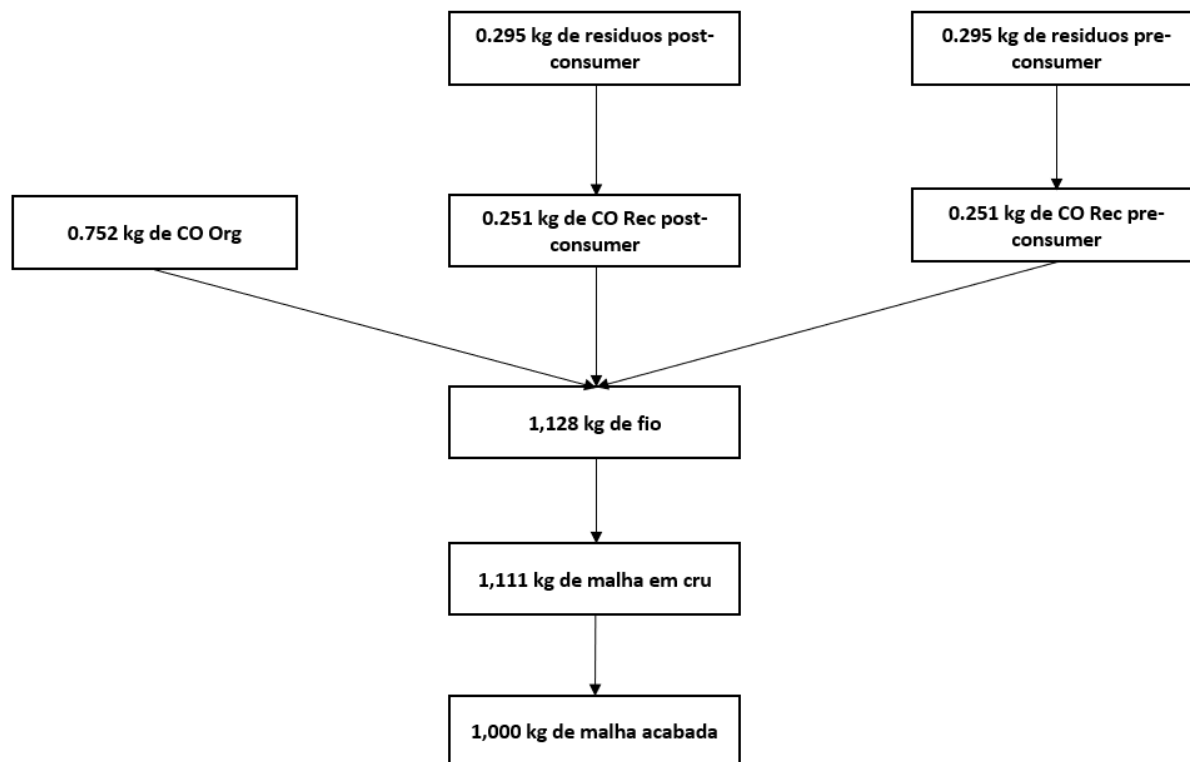 0.295 kg de residuos post-
consumer
0.295 kg de residuos pre-
consumer
0.752 kg de CO Org
0.251 kg de CO Rec post-
consumer
0.251 kg de CO Rec pre-
consumer
1,128 kg de fio
1,111 kg de malha em cru
1,000 kg de malha acabada